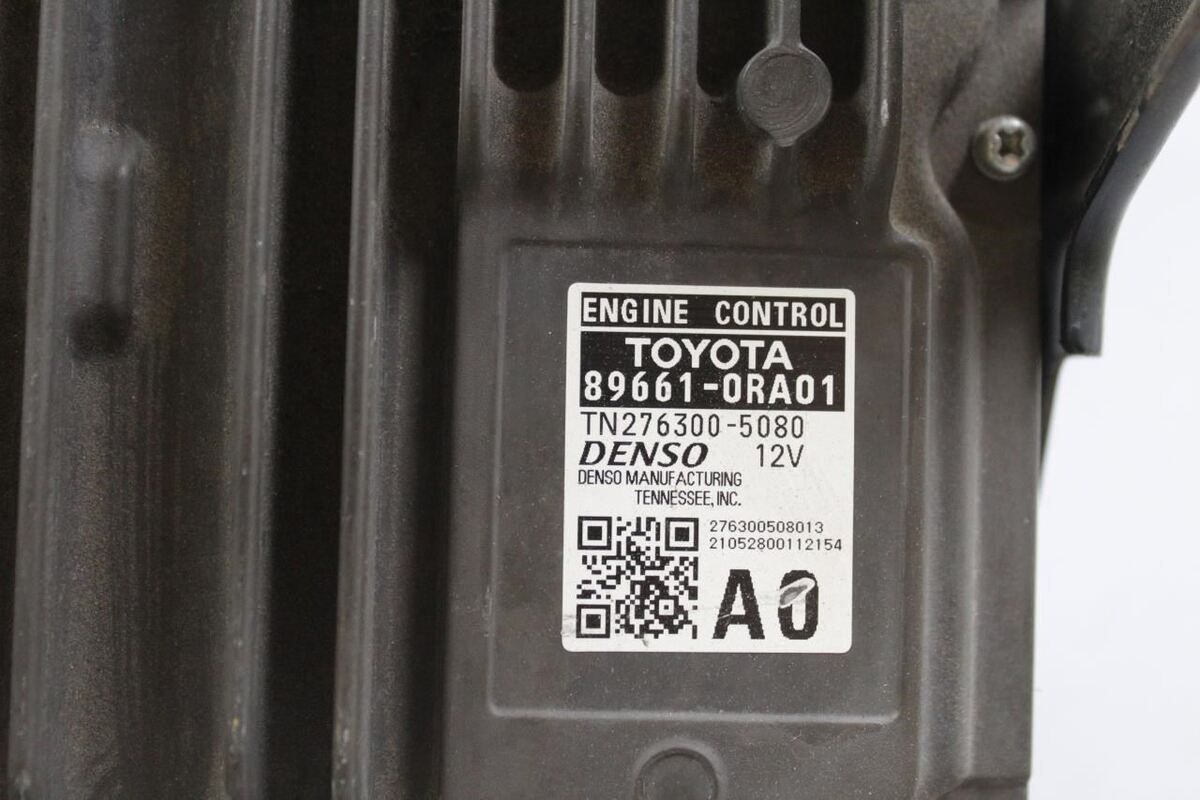 ENGINE CONTROL
TOYOTA
89661-0RA01
TN276300-5080
DENSO 12V
DENSO MANUFACTURING
TENNESSEE, INC.
276300508013
21052800112154
A0